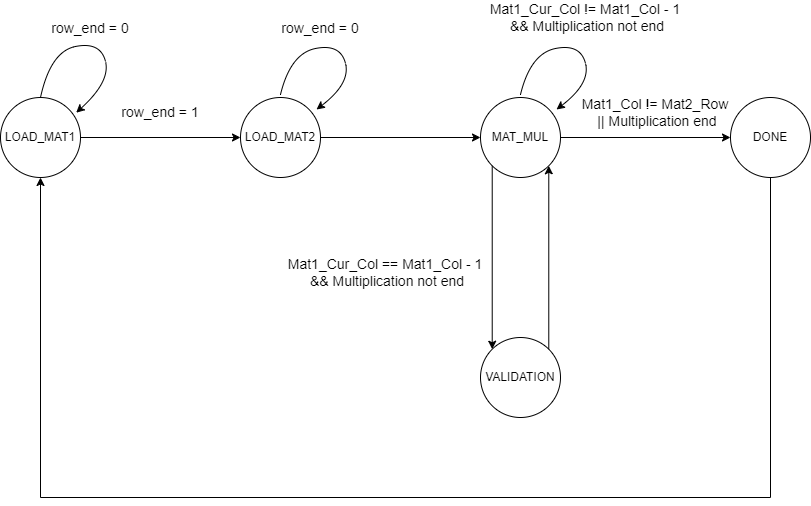 Mat1_Cur_Col != Mat1_Col - 1
&& Multiplication not end
row_end = 0
row_end = 0
row_end = 1
Mat1_Col != Mat2_Row
|| Multiplication end
LOAD_MAT1
LOAD_MAT2
MAT_MUL
DONE
Mat1_Cur_Col == Mat1_Col - 1
&& Multiplication not end
VALIDATION